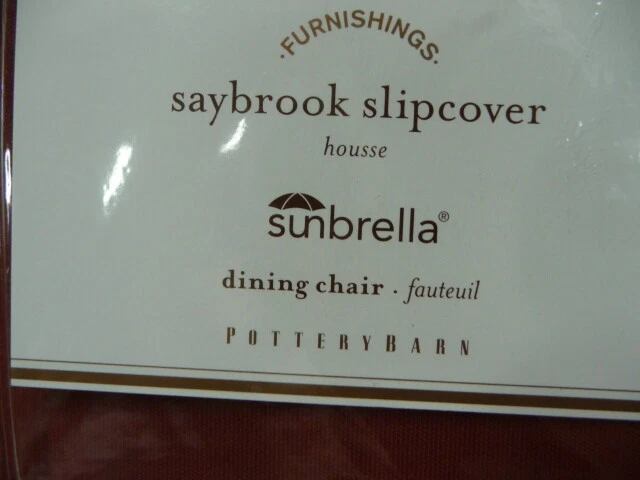 ·FURNISHINGS·
saybrook slipcover
housse
sunbrella®
dining chair · fauteuil
POTTERYBARN